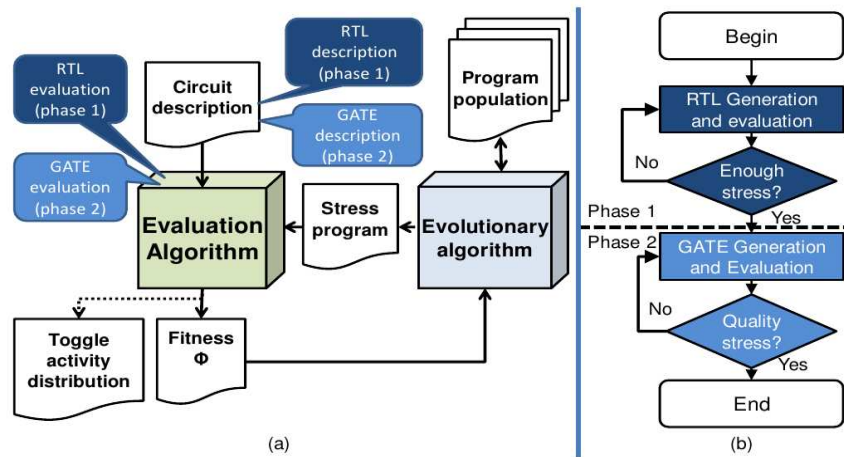 RTL
evaluation
(phase 1)
Circuit
description
RTL
description
(phase 1)
GATE
description
(phase 2)
Program
population
GATE
evaluation
(phase 2)
Evaluation
Algorithm
Stress
program
Evolutionary
algorithm
Toggle
activity
distribution
Fitness
Φ
(a)
Begin
RTL Generation
and evaluation
No
Enough
stress?
Phase 1
Yes
Phase 2
GATE Generation
and Evaluation
No
Quality
stress?
Yes
End
(b)